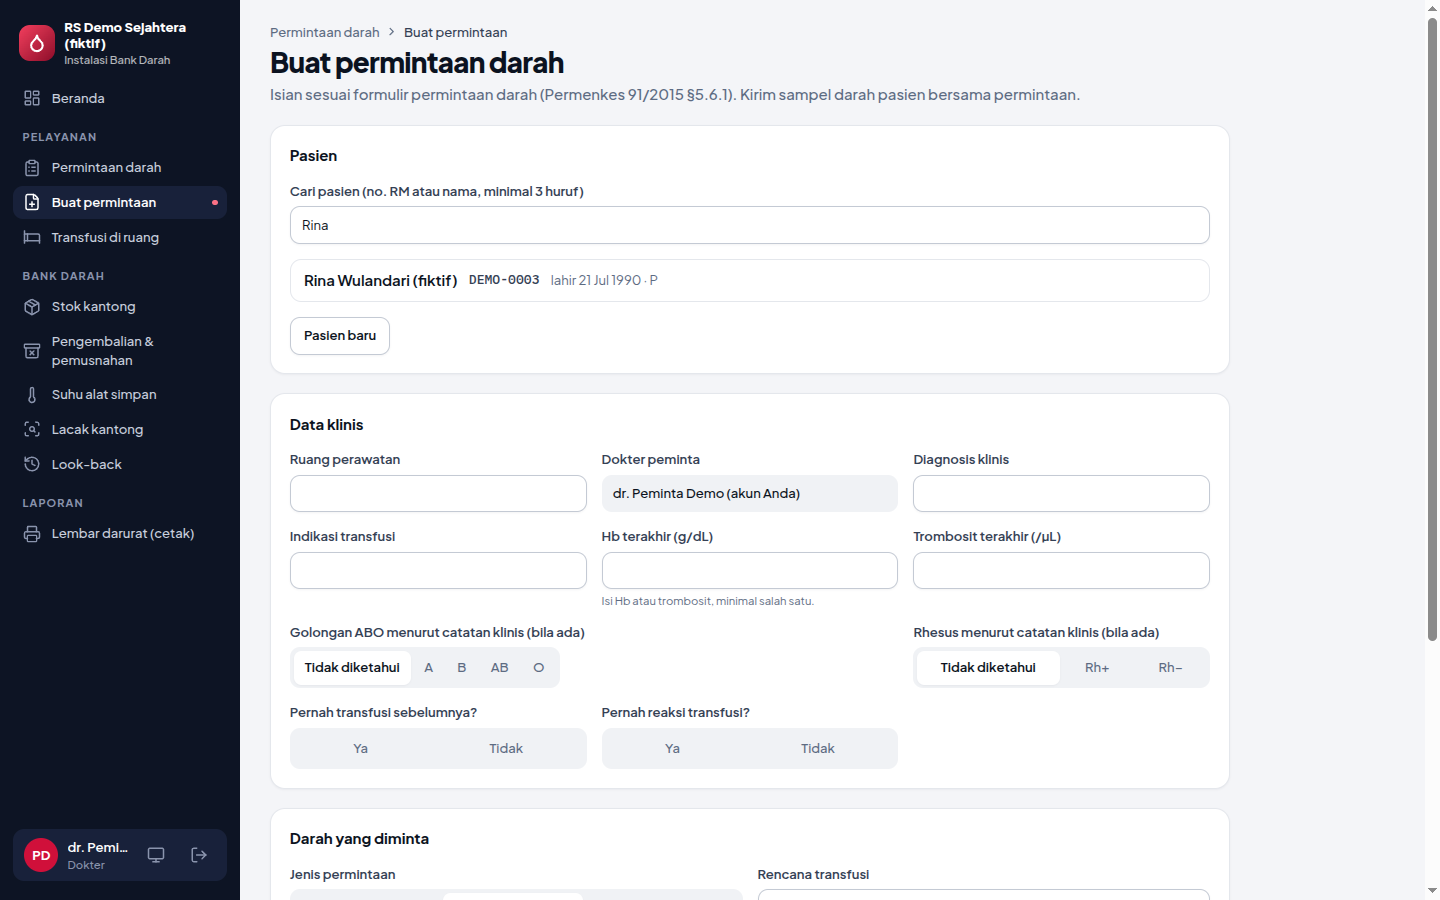 RS Demo Sejahtera
(fiktif)
Instalasi Bank Darah
Beranda
PELAYANAN
Permintaan darah
Buat permintaan
Transfusi di ruang
BANK DARAH
Stok kantong
Pengembalian &
pemusnahan
Suhu alat simpan
Lacak kantong
Look-back
LAPORAN
Lembar darurat (cetak)
PD
dr. Pemi...
Dokter
Permintaan darah > Buat permintaan
Buat permintaan darah
Isian sesuai formulir permintaan darah (Permenkes 91/2015 §5.6.1). Kirim sampel darah pasien bersama permintaan.
Pasien
Cari pasien (no. RM atau nama, minimal 3 huruf)
Rina
Rina Wulandari (fiktif) DEMO-0003 lahir 21 Jul 1990 · P
Pasien baru
Data klinis
Ruang perawatan
Dokter peminta
Diagnosis klinis
dr. Peminta Demo (akun Anda)
Indikasi transfusi
Hb terakhir (g/dL)
Trombosit terakhir (/µL)
Isi Hb atau trombosit, minimal salah satu.
Golongan ABO menurut catatan klinis (bila ada)
Rhesus menurut catatan klinis (bila ada)
Tidak diketahui A B AB O
Tidak diketahui Rh+ Rh−
Pernah transfusi sebelumnya?
Pernah reaksi transfusi?
Ya Tidak
Ya Tidak
Darah yang diminta
Jenis permintaan
Rencana transfusi